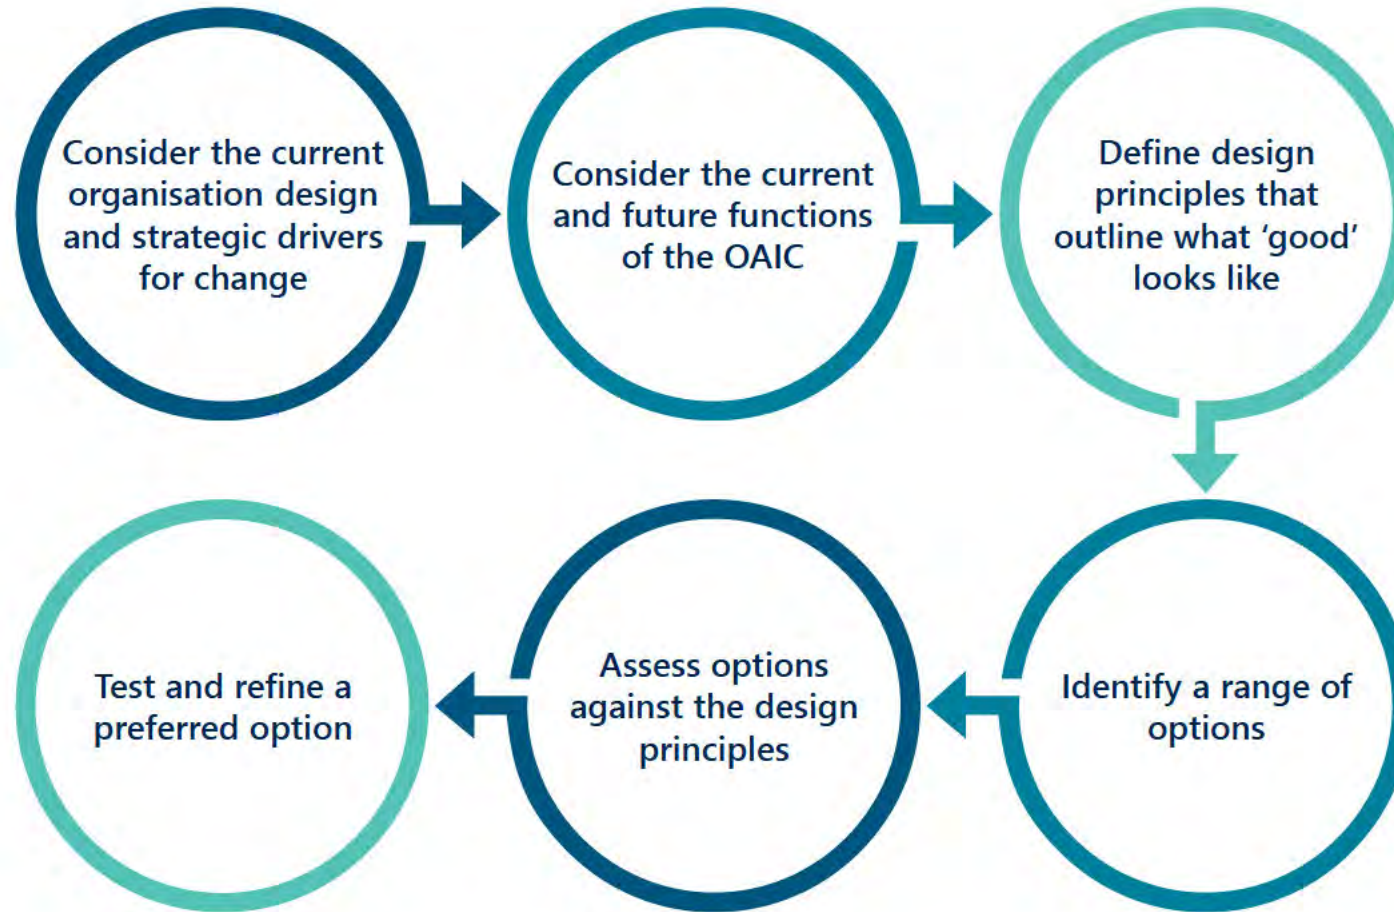 Consider the current
organisation design
and strategic drivers
for change
Consider the current
and future functions
of the OAIC
Define design
principles that
outline what ‘good’
looks like
Identify a range of
options
Assess options
against the design
principles
Test and refine a
preferred option